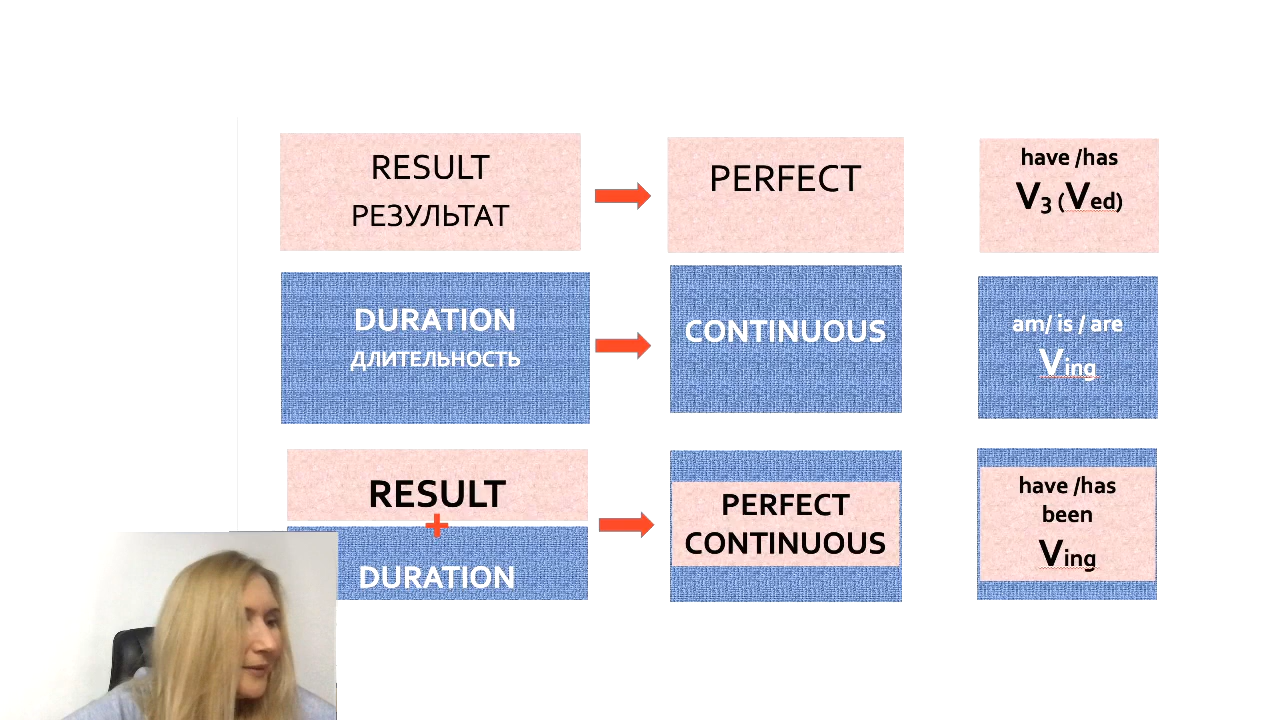 RESULT
РЕЗУЛЬТАТ
PERFECT
have /has
V3 (Ved)
DURATION
ДЛИТЕЛЬНОСТЬ
CONTINUOUS
am/ is / are
Ving
RESULT
+
DURATION
PERFECT
CONTINUOUS
have /has
been
Ving